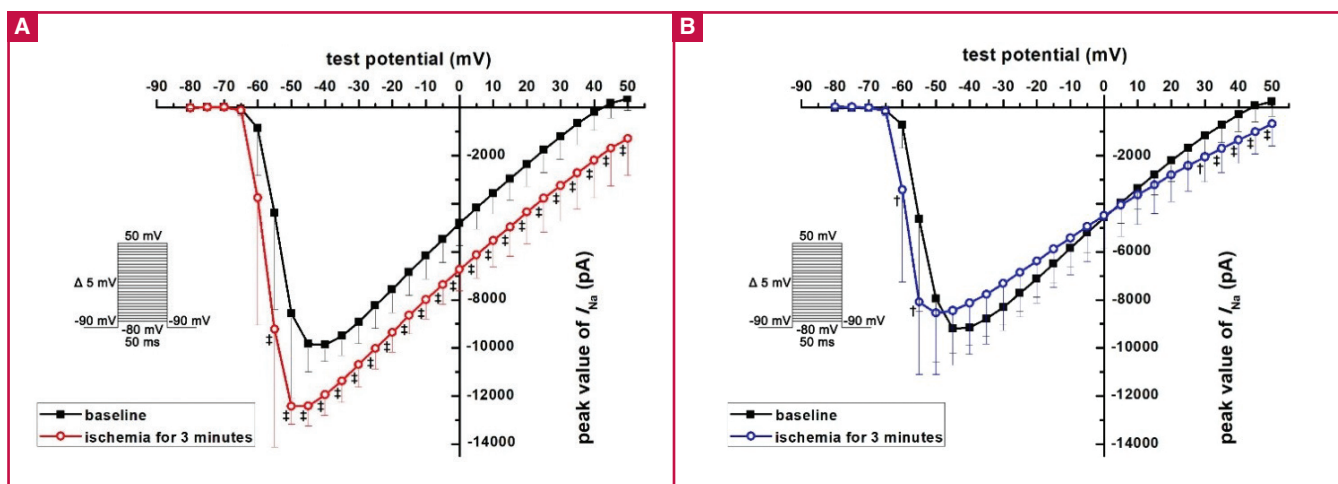 A
test potential (mV)
-90 -80 -70 -60 -50 -40 -30 -20 -10 0 10 20 30 40 50
-2000
-4000
-6000
-8000
-10000
-12000
-14000
peak value of INa (pA)
50 mV
Δ 5 mV
-90 mV -90 mV
-80 mV
50 ms
‡ ‡ ‡ ‡ ‡ ‡ ‡ ‡ ‡ ‡ ‡ ‡ ‡ ‡ ‡ ‡ ‡ ‡ ‡ ‡ ‡ ‡
baseline
ischemia for 3 minutes
B
test potential (mV)
-90 -80 -70 -60 -50 -40 -30 -20 -10 0 10 20 30 40 50
-2000
-4000
-6000
-8000
-10000
-12000
-14000
peak value of INa (pA)
50 mV
Δ 5 mV
-90 mV -90 mV
-80 mV
50 ms
† † † ‡ ‡ ‡ ‡
baseline
ischemia for 3 minutes